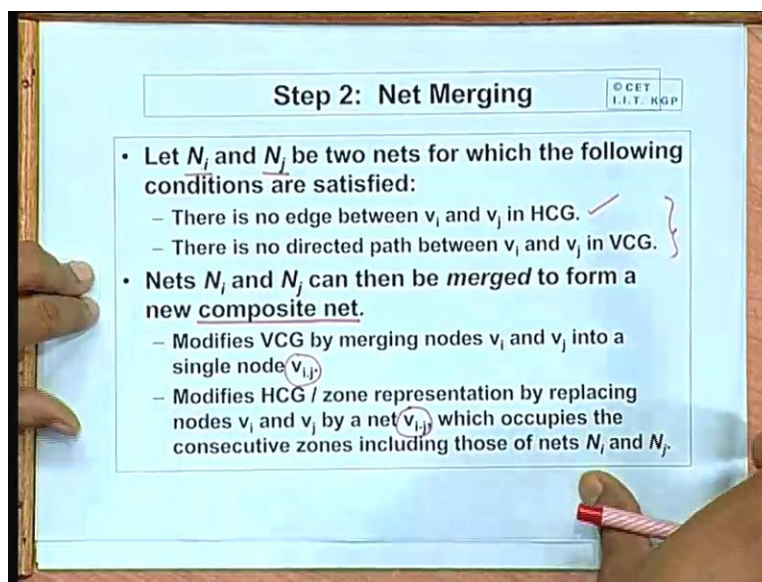 Step 2: Net Merging
© CET
I.I.T. KGP
• Let Ni and Nj be two nets for which the following
conditions are satisfied:
– There is no edge between vi and vj in HCG.
– There is no directed path between vi and vj in VCG.
• Nets Ni and Nj can then be merged to form a
new composite net.
– Modifies VCG by merging nodes vi and vj into a
single node vi.j.
– Modifies HCG / zone representation by replacing
nodes vi and vj by a net vi.j, which occupies the
consecutive zones including those of nets Ni and Nj.